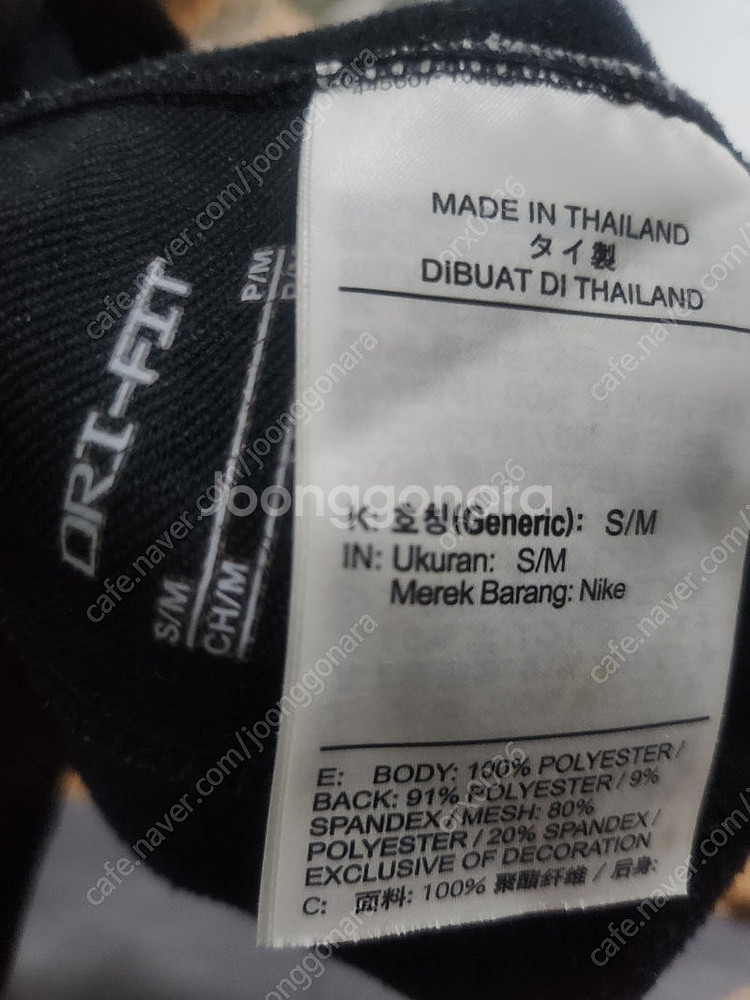 MADE IN THAILAND
タイ製
DiBUAT DI THAILAND
K: 호칭(Generic): S/M
IN: Ukuran: S/M
Merek Barang: Nike
E: BODY: 100% POLYESTER /
BACK: 91% POLYESTER / 9%
SPANDEX / MESH: 80%
POLYESTER / 20% SPANDEX /
EXCLUSIVE OF DECORATION
C: 面料: 100% 聚酯纤维 / 后身:
DRI-FIT
S/M
P/M
CH/M
Joonggonara
cafe.naver.com/joonggonara